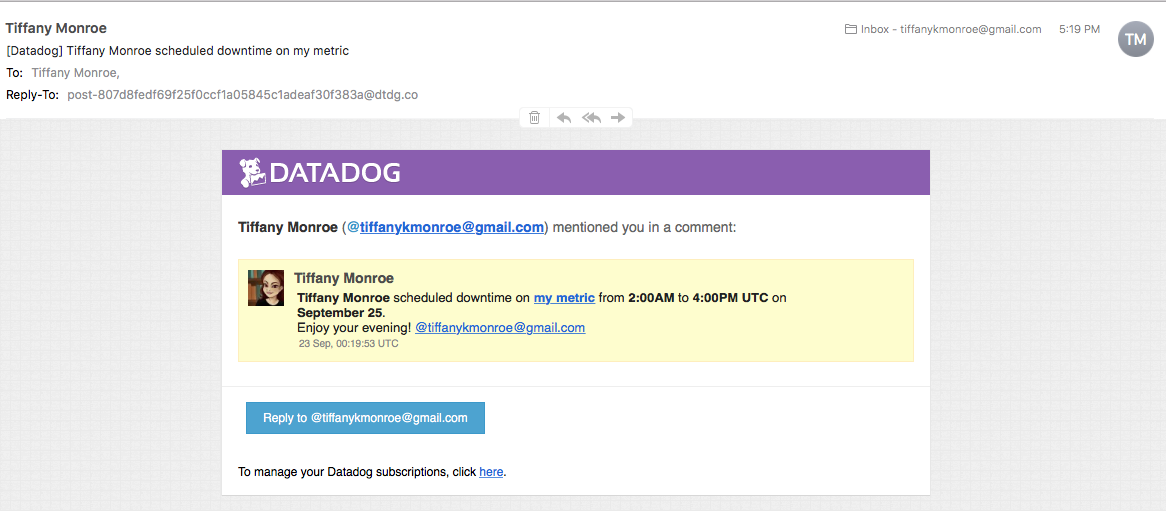 Tiffany Monroe
Inbox - tiffanykmonroe@gmail.com 5:19 PM
TM
[Datadog] Tiffany Monroe scheduled downtime on my metric
To: Tiffany Monroe,
Reply-To: post-807d8fedf69f25f0ccf1a05845c1adeaf30f383a@dtdg.co
DATADOG
Tiffany Monroe (@tiffanykmonroe@gmail.com) mentioned you in a comment:
Tiffany Monroe
Tiffany Monroe scheduled downtime on my metric from 2:00AM to 4:00PM UTC on
September 25.
Enjoy your evening! @tiffanykmonroe@gmail.com
23 Sep, 00:19:53 UTC
Reply to @tiffanykmonroe@gmail.com
To manage your Datadog subscriptions, click here.